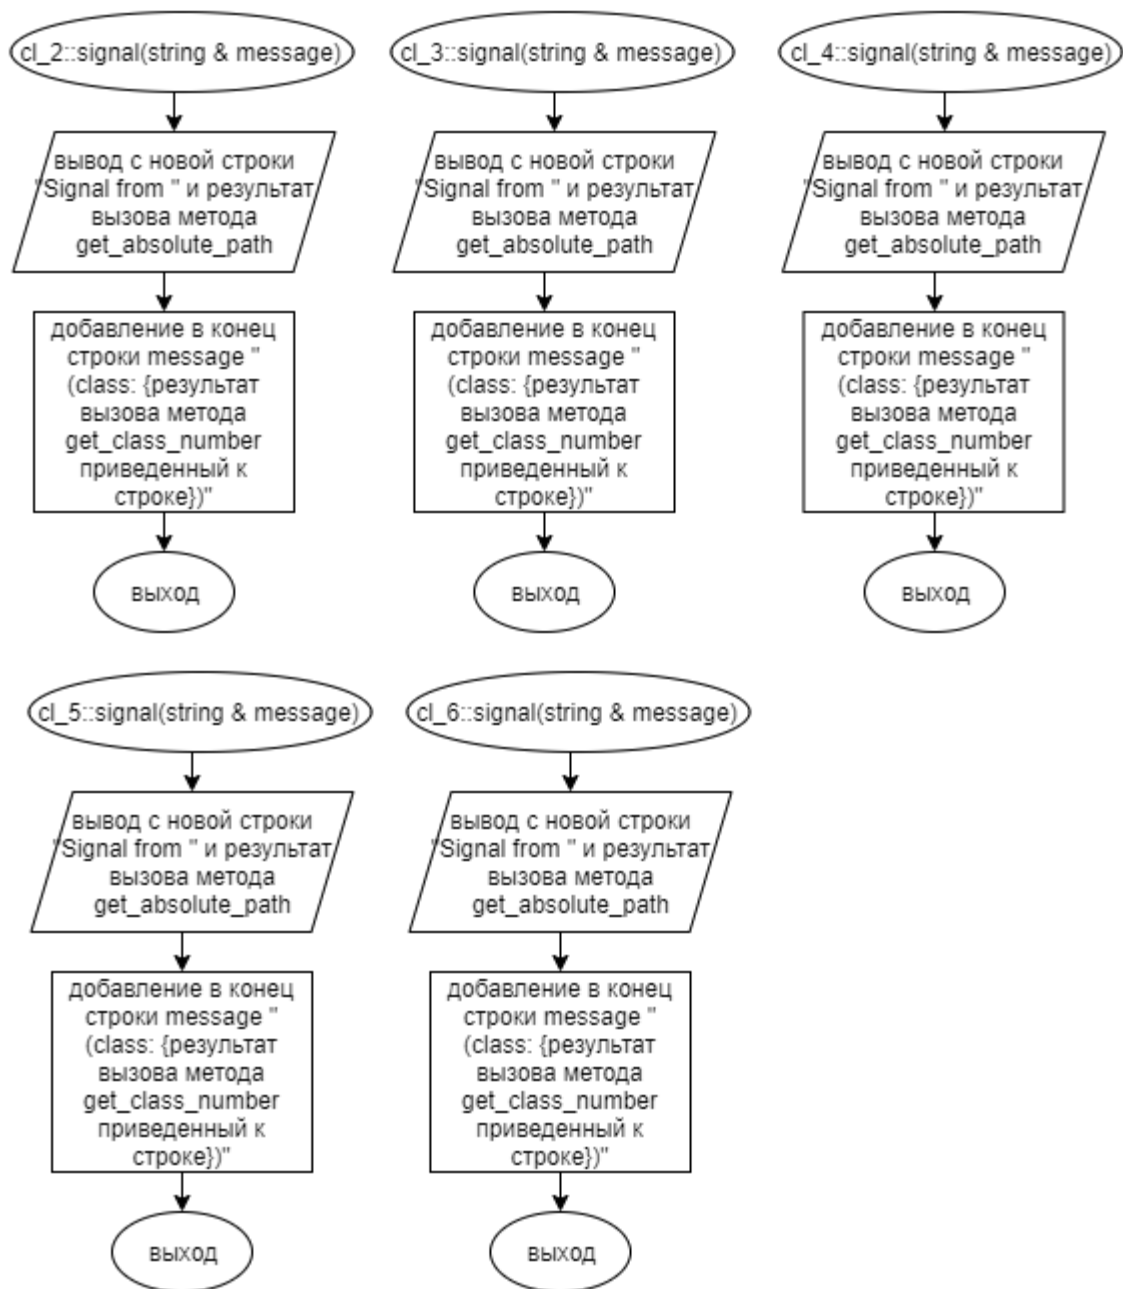 cl_2::signal(string & message)
вывод с новой строки
"Signal from " и результат
вызова метода
get_absolute_path
добавление в конец
строки message "
(class: {результат
вызова метода
get_class_number
приведенный к
строке})"
выход
cl_3::signal(string & message)
вывод с новой строки
"Signal from " и результат
вызова метода
get_absolute_path
добавление в конец
строки message "
(class: {результат
вызова метода
get_class_number
приведенный к
строке})"
выход
cl_4::signal(string & message)
вывод с новой строки
"Signal from " и результат
вызова метода
get_absolute_path
добавление в конец
строки message "
(class: {результат
вызова метода
get_class_number
приведенный к
строке})"
выход
cl_5::signal(string & message)
вывод с новой строки
"Signal from " и результат
вызова метода
get_absolute_path
добавление в конец
строки message "
(class: {результат
вызова метода
get_class_number
приведенный к
строке})"
выход
cl_6::signal(string & message)
вывод с новой строки
"Signal from " и результат
вызова метода
get_absolute_path
добавление в конец
строки message "
(class: {результат
вызова метода
get_class_number
приведенный к
строке})"
выход